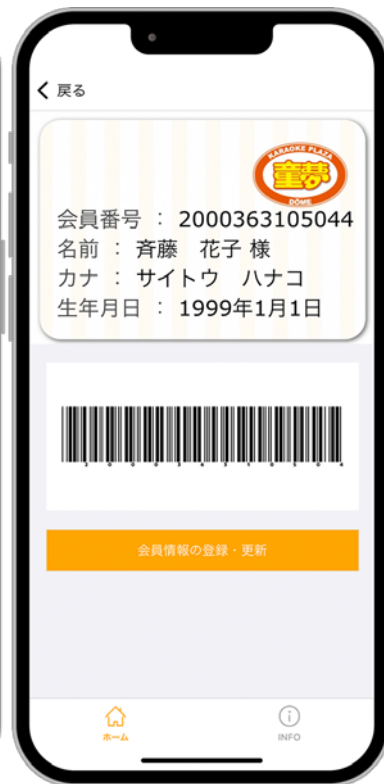 戻る
KARAOKE PLAZA
童夢
DOME
会員番号 : 2000363105044
名前 : 斉藤 花子 様
カナ : サイトウ ハナコ
生年月日 : 1999年1月1日
会員情報の登録・更新
ホーム
INFO